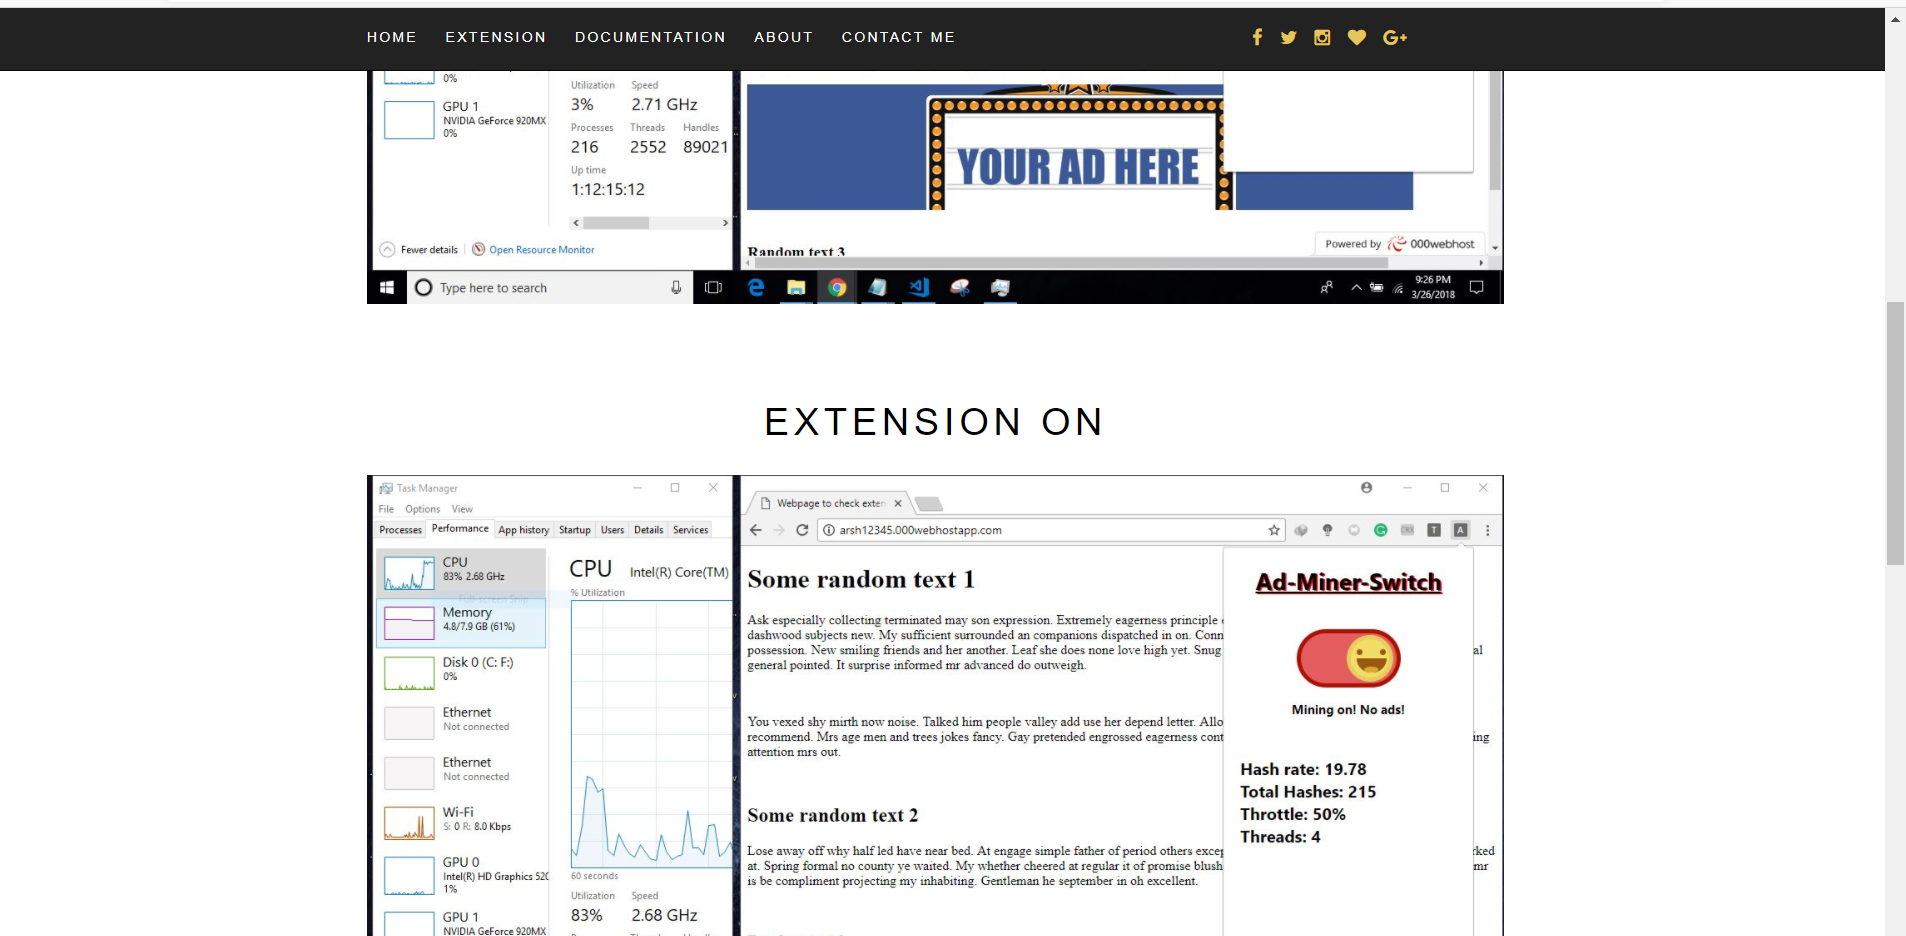 HOME EXTENSION DOCUMENTATION ABOUT CONTACT ME
0%
GPU 1
NVIDIA GeForce 920MX
0%
Utilization Speed
3% 2.71 GHz
Processes Threads Handles
216 2552 89021
Up time
1:12:15:12
Fewer details Open Resource Monitor
YOUR AD HERE
Random text 3
Powered by 000webhost
Type here to search
9:26 PM
3/26/2018
EXTENSION ON
Task Manager
File Options View
Processes Performance App history Startup Users Details Services
CPU
83% 2.68 GHz
Memory
4.8/7.9 GB (61%)
Disk 0 (C: F:)
0%
Ethernet
Not connected
Ethernet
Not connected
Wi-Fi
S: 0 R: 8.0 Kbps
GPU 0
Intel(R) HD Graphics 520
1%
GPU 1
NVIDIA GeForce 920MX
CPU Intel(R) Core(TM)
% Utilization
60 seconds
Utilization Speed
83% 2.68 GHz
Webpage to check exten
arsh12345.000webhostapp.com
Some random text 1
Ask especially collecting terminated may son expression. Extremely eagerness principle
dashwood subjects new. My sufficient surrounded an companions dispatched in on. Conn
possession. New smiling friends and her another. Leaf she does none love high yet. Snug al
general pointed. It surprise informed mr advanced do outweigh.
You vexed shy mirth now noise. Talked him people valley add use her depend letter. Allo
recommend. Mrs age men and trees jokes fancy. Gay pretended engrossed eagerness cont ing
attention mrs out.
Some random text 2
Lose away off why half led have near bed. At engage simple father of period others excep rked
at. Spring formal no county ye waited. My whether cheered at regular it of promise blush mr
is be compliment projecting my inhabiting. Gentleman he september in oh excellent.
Ad-Miner-Switch
Mining on! No ads!
Hash rate: 19.78
Total Hashes: 215
Throttle: 50%
Threads: 4